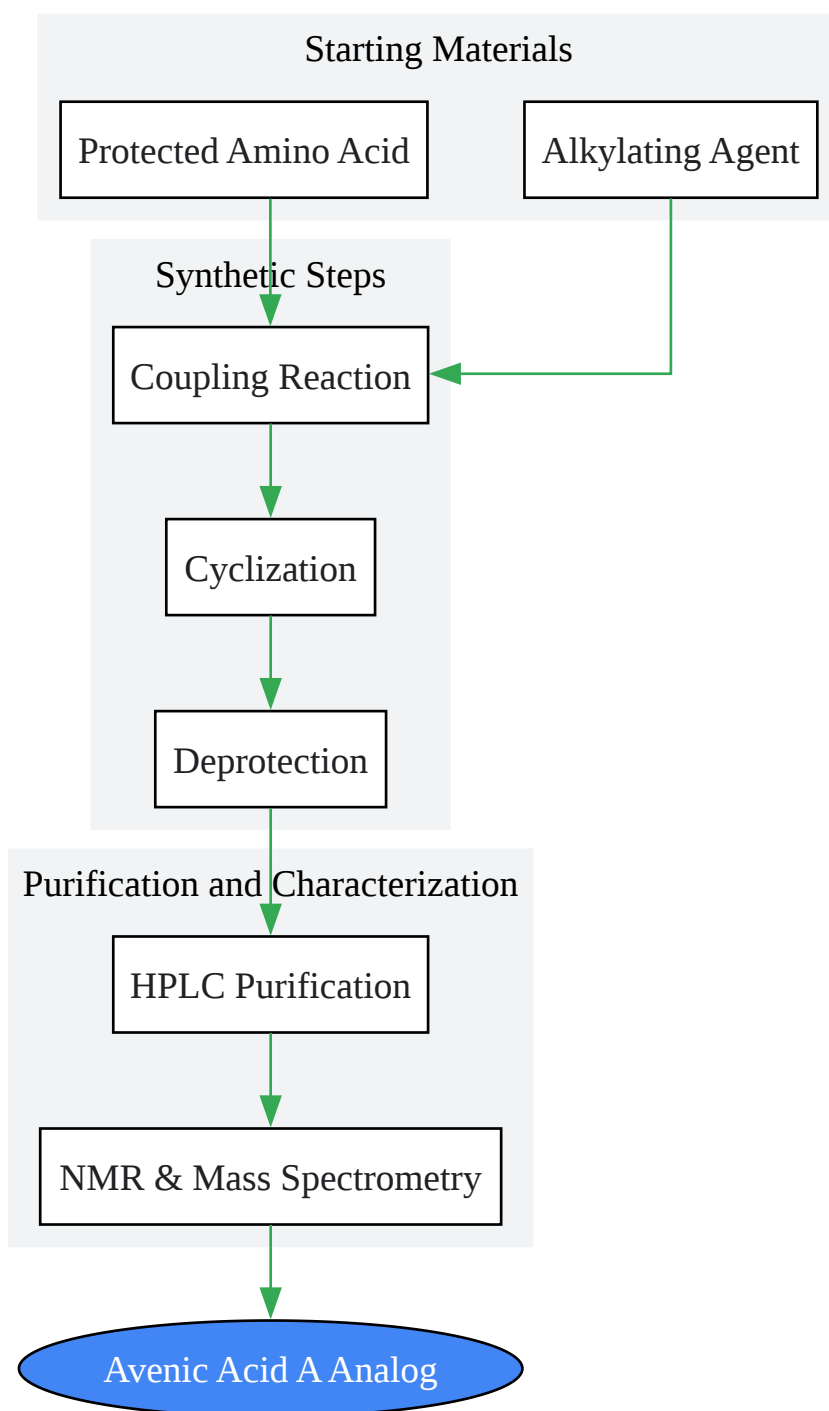 Starting Materials
Protected Amino Acid
Alkylating Agent
Synthetic Steps
Coupling Reaction
Cyclization
Deprotection
Purification and Characterization
HPLC Purification
NMR & Mass Spectrometry
Avenic Acid A Analog